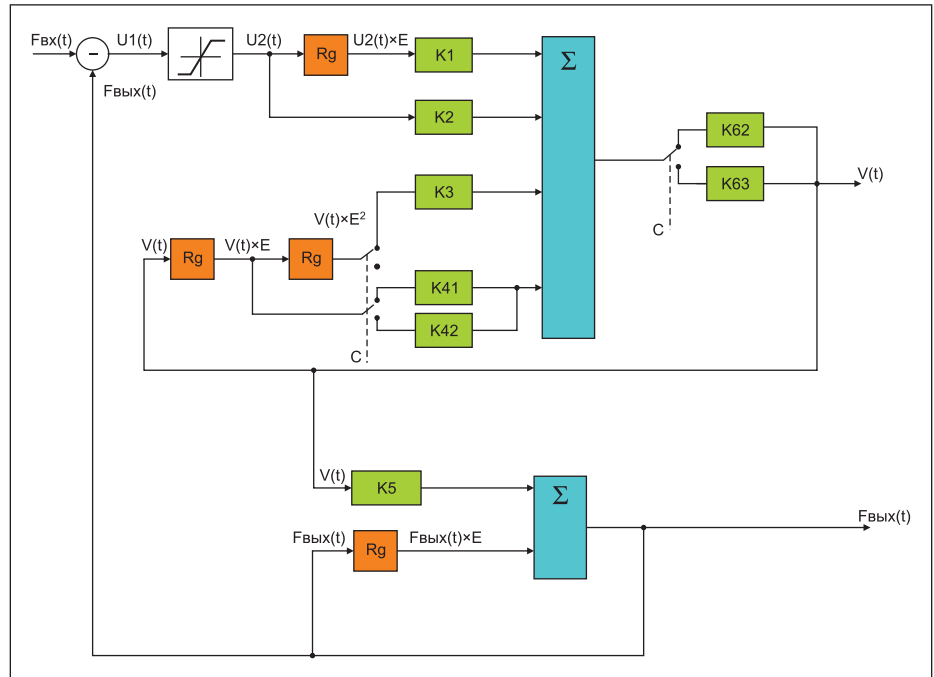 Fвх(t)
-
U1(t)
U2(t)
Rg
U2(t)×E
K1
Σ
Fвых(t)
K2
K62
K3
K63
V(t)
V(t)×E²
C
V(t)
Rg
V(t)×E
Rg
K41
K42
C
V(t)
K5
Σ
Fвых(t)
Fвых(t)
Rg
Fвых(t)×E